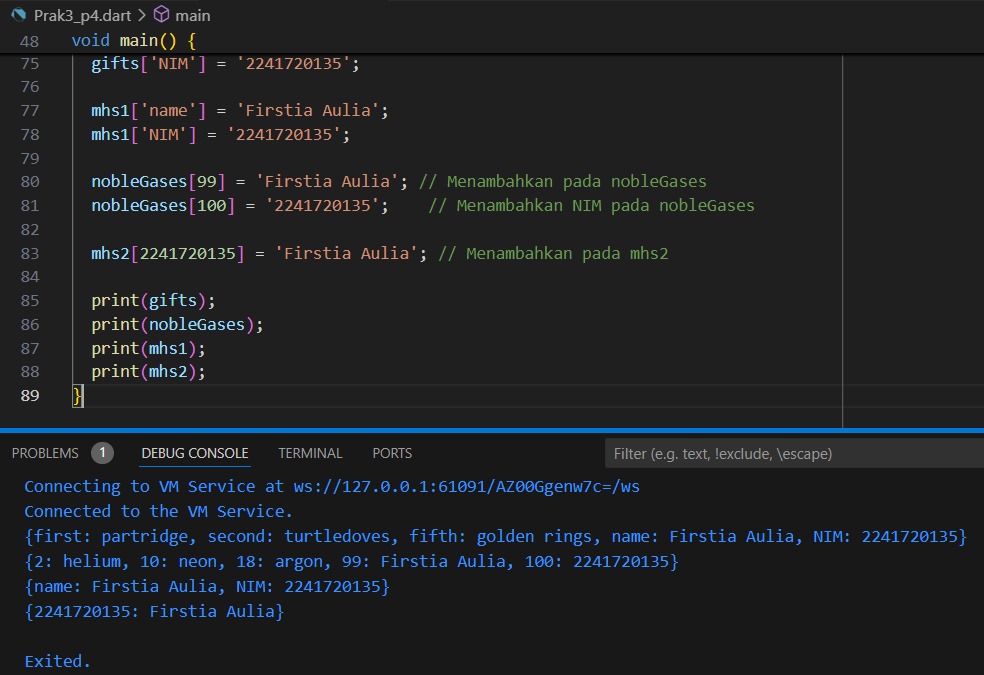 Prak3_p4.dart > main
48 void main() {
75 gifts['NIM'] = '2241720135';
76
77 mhs1['name'] = 'Firstia Aulia';
78 mhs1['NIM'] = '2241720135';
79
80 nobleGases[99] = 'Firstia Aulia'; // Menambahkan pada nobleGases
81 nobleGases[100] = '2241720135'; // Menambahkan NIM pada nobleGases
82
83 mhs2[2241720135] = 'Firstia Aulia'; // Menambahkan pada mhs2
84
85 print(gifts);
86 print(nobleGases);
87 print(mhs1);
88 print(mhs2);
89 }
PROBLEMS 1 DEBUG CONSOLE TERMINAL PORTS Filter (e.g. text, !exclude, \escape)
Connecting to VM Service at ws://127.0.0.1:61091/AZ00Ggenw7c=/ws
Connected to the VM Service.
{first: partridge, second: turtledoves, fifth: golden rings, name: Firstia Aulia, NIM: 2241720135}
{2: helium, 10: neon, 18: argon, 99: Firstia Aulia, 100: 2241720135}
{name: Firstia Aulia, NIM: 2241720135}
{2241720135: Firstia Aulia}
Exited.